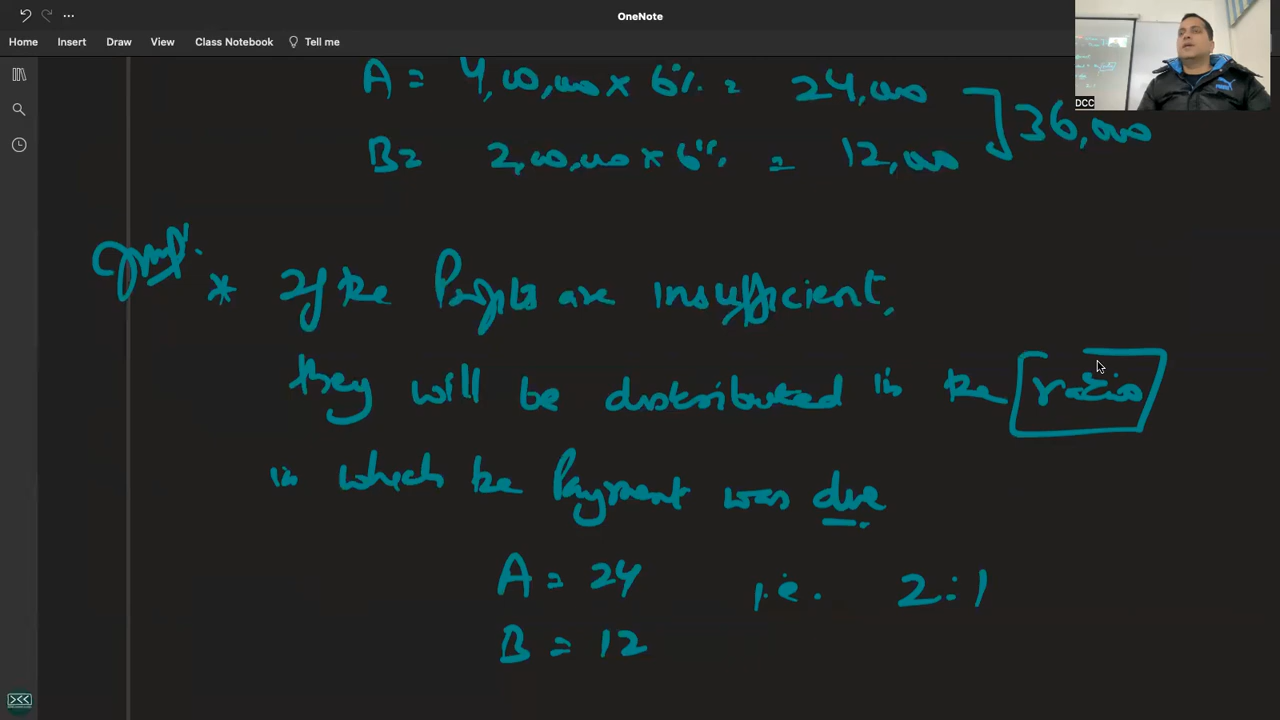 OneNote
Home Insert Draw View Class Notebook Tell me
DCC
A = 4,00,000 x 6% = 24,000
36,000
B = 2,00,000 x 6% = 12,000
Imp.
* If the Profits are insufficient,
they will be distributed in the ratio
in which the Payment was due.
A = 24 i.e. 2:1
B = 12